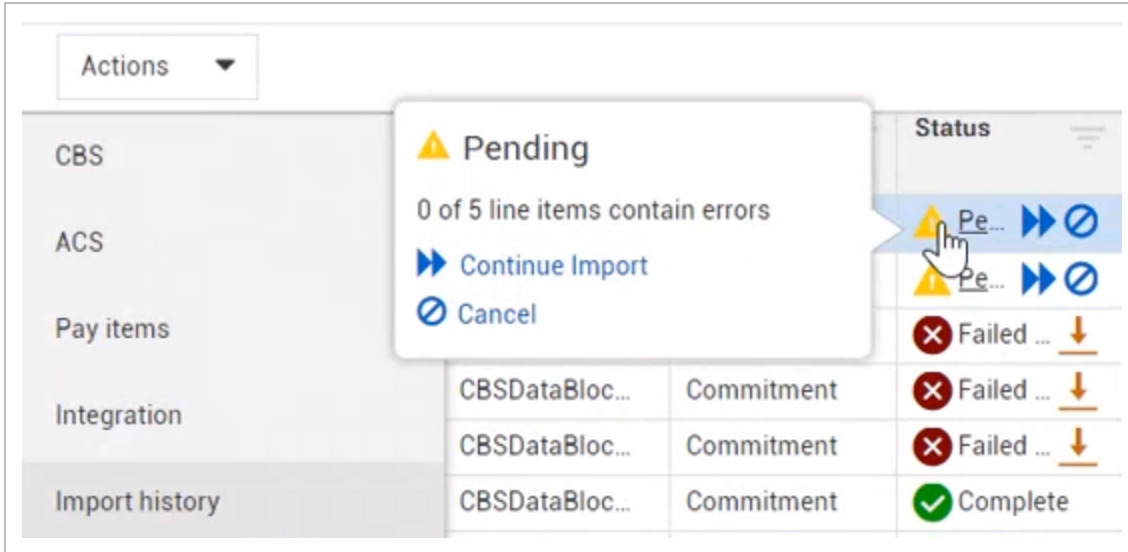 Actions
CBS
ACS
Pay items
Integration
Import history
Pending
0 of 5 line items contain errors
Continue Import
Cancel
Status
Pe...
Pe...
Failed ...
CBSDataBloc... Commitment Failed ...
CBSDataBloc... Commitment Failed ...
CBSDataBloc... Commitment Complete